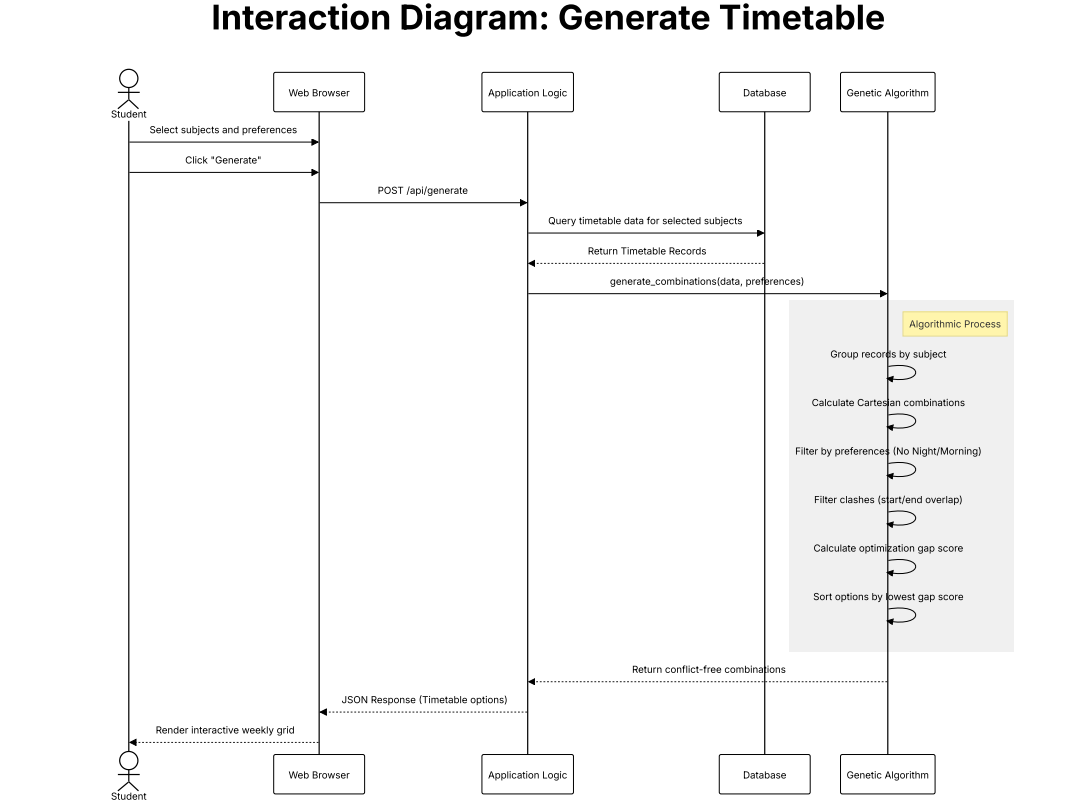 Interaction Diagram: Generate Timetable
Student
Web Browser
Application Logic
Database
Genetic Algorithm
Select subjects and preferences
Click "Generate"
POST /api/generate
Query timetable data for selected subjects
Return Timetable Records
generate_combinations(data, preferences)
Algorithmic Process
Group records by subject
Calculate Cartesian combinations
Filter by preferences (No Night/Morning)
Filter clashes (start/end overlap)
Calculate optimization gap score
Sort options by lowest gap score
Return conflict-free combinations
JSON Response (Timetable options)
Render interactive weekly grid
Student
Web Browser
Application Logic
Database
Genetic Algorithm